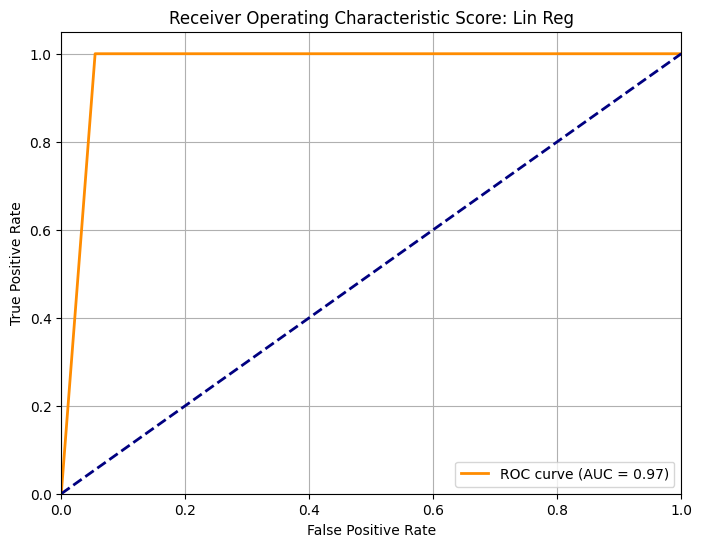 Receiver Operating Characteristic Score: Lin Reg
1.0
0.8
0.6
0.4
0.2
0.0
True Positive Rate
ROC curve (AUC = 0.97)
0.0 0.2 0.4 0.6 0.8 1.0
False Positive Rate